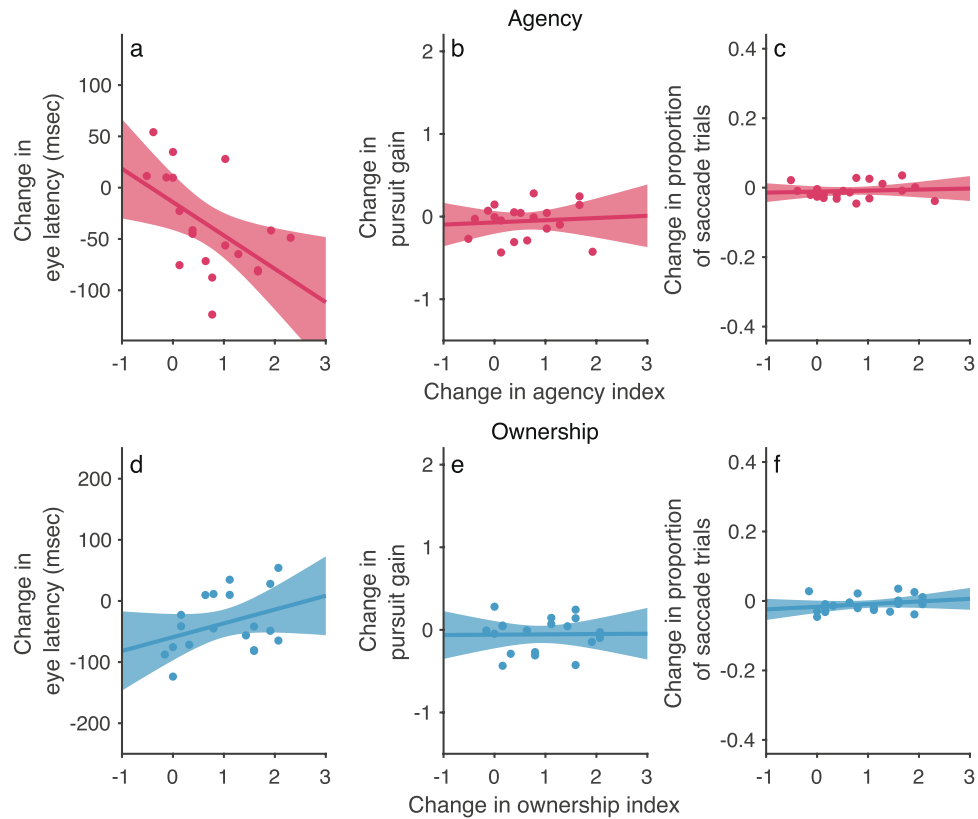 Agency
a
b
c
Change in
eye latency (msec)
100
50
0
-50
-100
-1
0
1
2
3
Change in
pursuit gain
2
1
0
-1
-1
0
1
2
3
Change in proportion
of saccade trials
0.4
0.2
0
-0.2
-0.4
-1
0
1
2
3
Change in agency index
Ownership
d
e
f
Change in
eye latency (msec)
200
100
0
-100
-200
-1
0
1
2
3
Change in
pursuit gain
2
1
0
-1
-1
0
1
2
3
Change in proportion
of saccade trials
0.4
0.2
0
-0.2
-0.4
-1
0
1
2
3
Change in ownership index